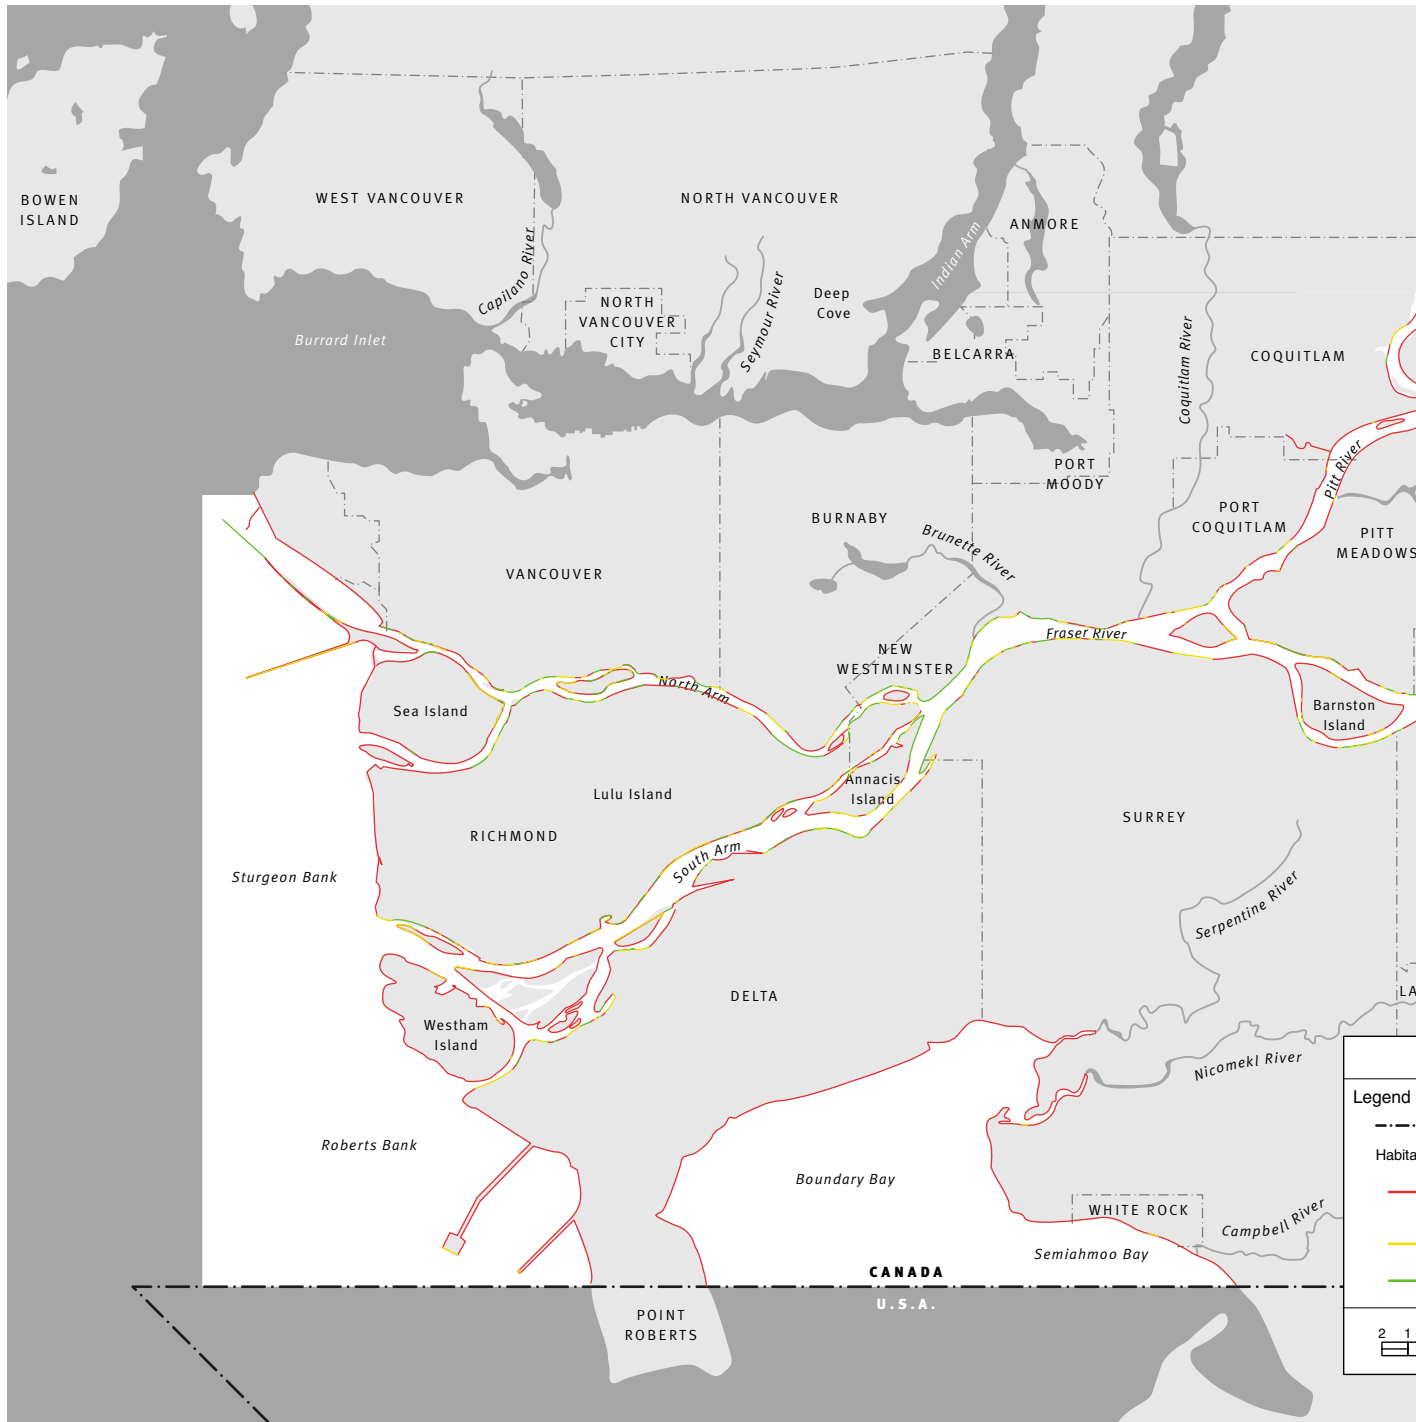 BOWEN
ISLAND
WEST VANCOUVER
NORTH VANCOUVER
ANMORE
Indian Arm
Capilano River
NORTH
VANCOUVER
CITY
Seymour River
Deep
Cove
Burrard Inlet
BELCARRA
Coquitlam River
COQUITLAM
PORT
MOODY
Pitt River
PORT
COQUITLAM
PITT
MEADOWS
BURNABY
Brunette River
VANCOUVER
Fraser River
NEW
WESTMINSTER
North Arm
Sea Island
Barnston
Island
Annacis
Island
Lulu Island
RICHMOND
SURREY
South Arm
Sturgeon Bank
Serpentine River
DELTA
LA
Westham
Island
Nicomekl River
Legend
Habita
Roberts Bank
Boundary Bay
WHITE ROCK
Campbell River
Semiahmoo Bay
CANADA
U.S.A.
POINT
ROBERTS
2 1